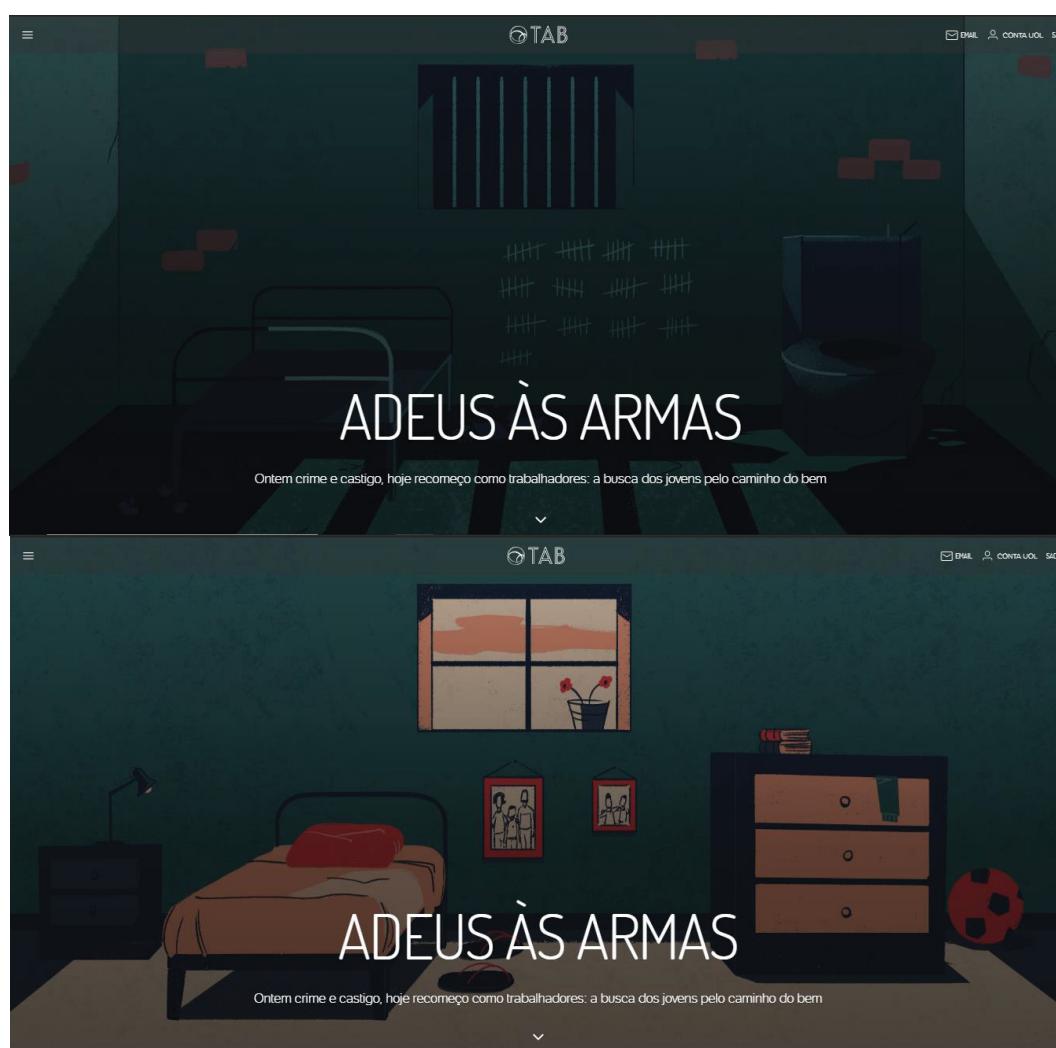 TAB
EMAIL CONTA UOL
ADEUS ÀS ARMAS
Ontem crime e castigo, hoje recomeço como trabalhadores: a busca dos jovens pelo caminho do bem
TAB
EMAIL CONTA UOL
ADEUS ÀS ARMAS
Ontem crime e castigo, hoje recomeço como trabalhadores: a busca dos jovens pelo caminho do bem